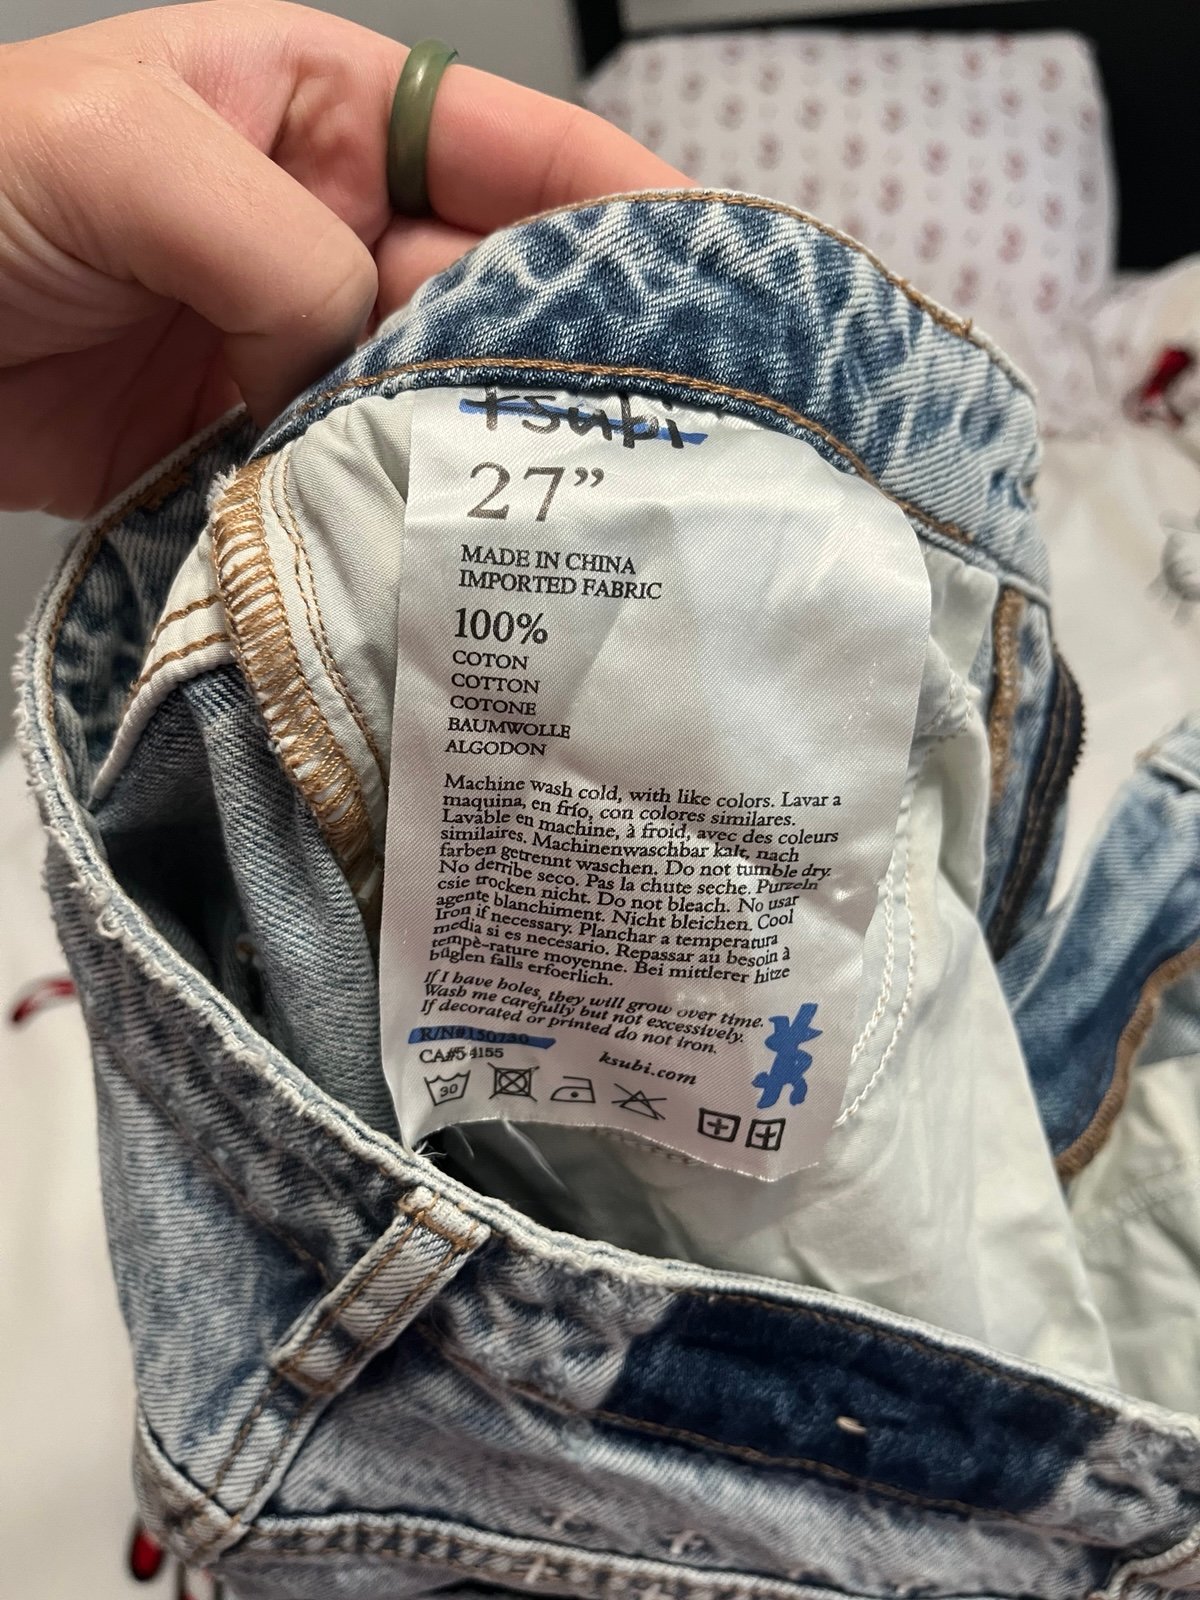 ksubi
27”
MADE IN CHINA
IMPORTED FABRIC
100%
COTON
COTTON
COTONE
BAUMWOLLE
ALGODON
Machine wash cold, with like colors. Lavar a
maquina, en frío, con colores similares.
Lavable en machine, à froid, avec des couleurs
similaires. Machinenwaschbar kalt, nach
farben getrennt waschen. Do not tumble dry.
No derribe seco. Pas la chute seche. Purzeln
csie trocken nicht. Do not bleach. No usar
agente blanchiment. Nicht bleichen. Cool
Iron if necessary. Planchar a temperatura
media si es necesario. Repassar au besoin à
tempè-rature moyenne. Bei mittlerer hitze
büglen falls erfoerlich.
If I have holes, they will grow over time.
Wash me carefully but not excessively.
If decorated or printed do not iron.
R/N#150730
CA#54155
ksubi.com
30